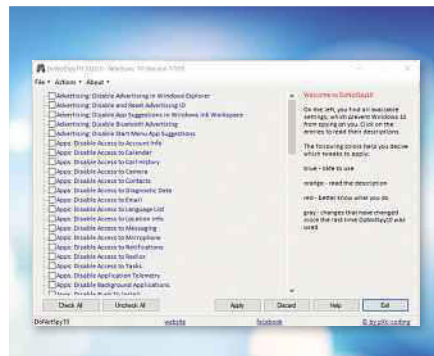 File Actions About
Advertising: Disable Advertising in Windows Explorer
Advertising: Disable and Reset Advertising ID
Advertising: Disable App Suggestions in Windows Ink Workspace
Advertising: Disable Bluetooth Advertising
Advertising: Disable Start Menu App Suggestions
Apps: Disable Access to Account Info
Apps: Disable Access to Calendar
Apps: Disable Access to Call History
Apps: Disable Access to Camera
Apps: Disable Access to Contacts
Apps: Disable Access to Diagnostic Data
Apps: Disable Access to Email
Apps: Disable Access to Language List
Apps: Disable Access to Location Info
Apps: Disable Access to Messaging
Apps: Disable Access to Microphone
Apps: Disable Access to Notifications
Apps: Disable Access to Radios
Apps: Disable Access to Tasks
Apps: Disable Application Telemetry
Apps: Disable Background Applications
Welcome to DoNotSpy10
On the left, you find all available
settings, which prevent Windows 10
from spying on you. Click on the
entries to read their descriptions.
The following colors help you decide
which tweaks to apply:
blue - safe to use
orange - read the description
red - better know what you do
gray - changes that have changed
since the last time DoNotSpy10 was
used
Check All Uncheck All Apply Discard Help Exit
DoNotSpy10 website facebook © by pXc-coding